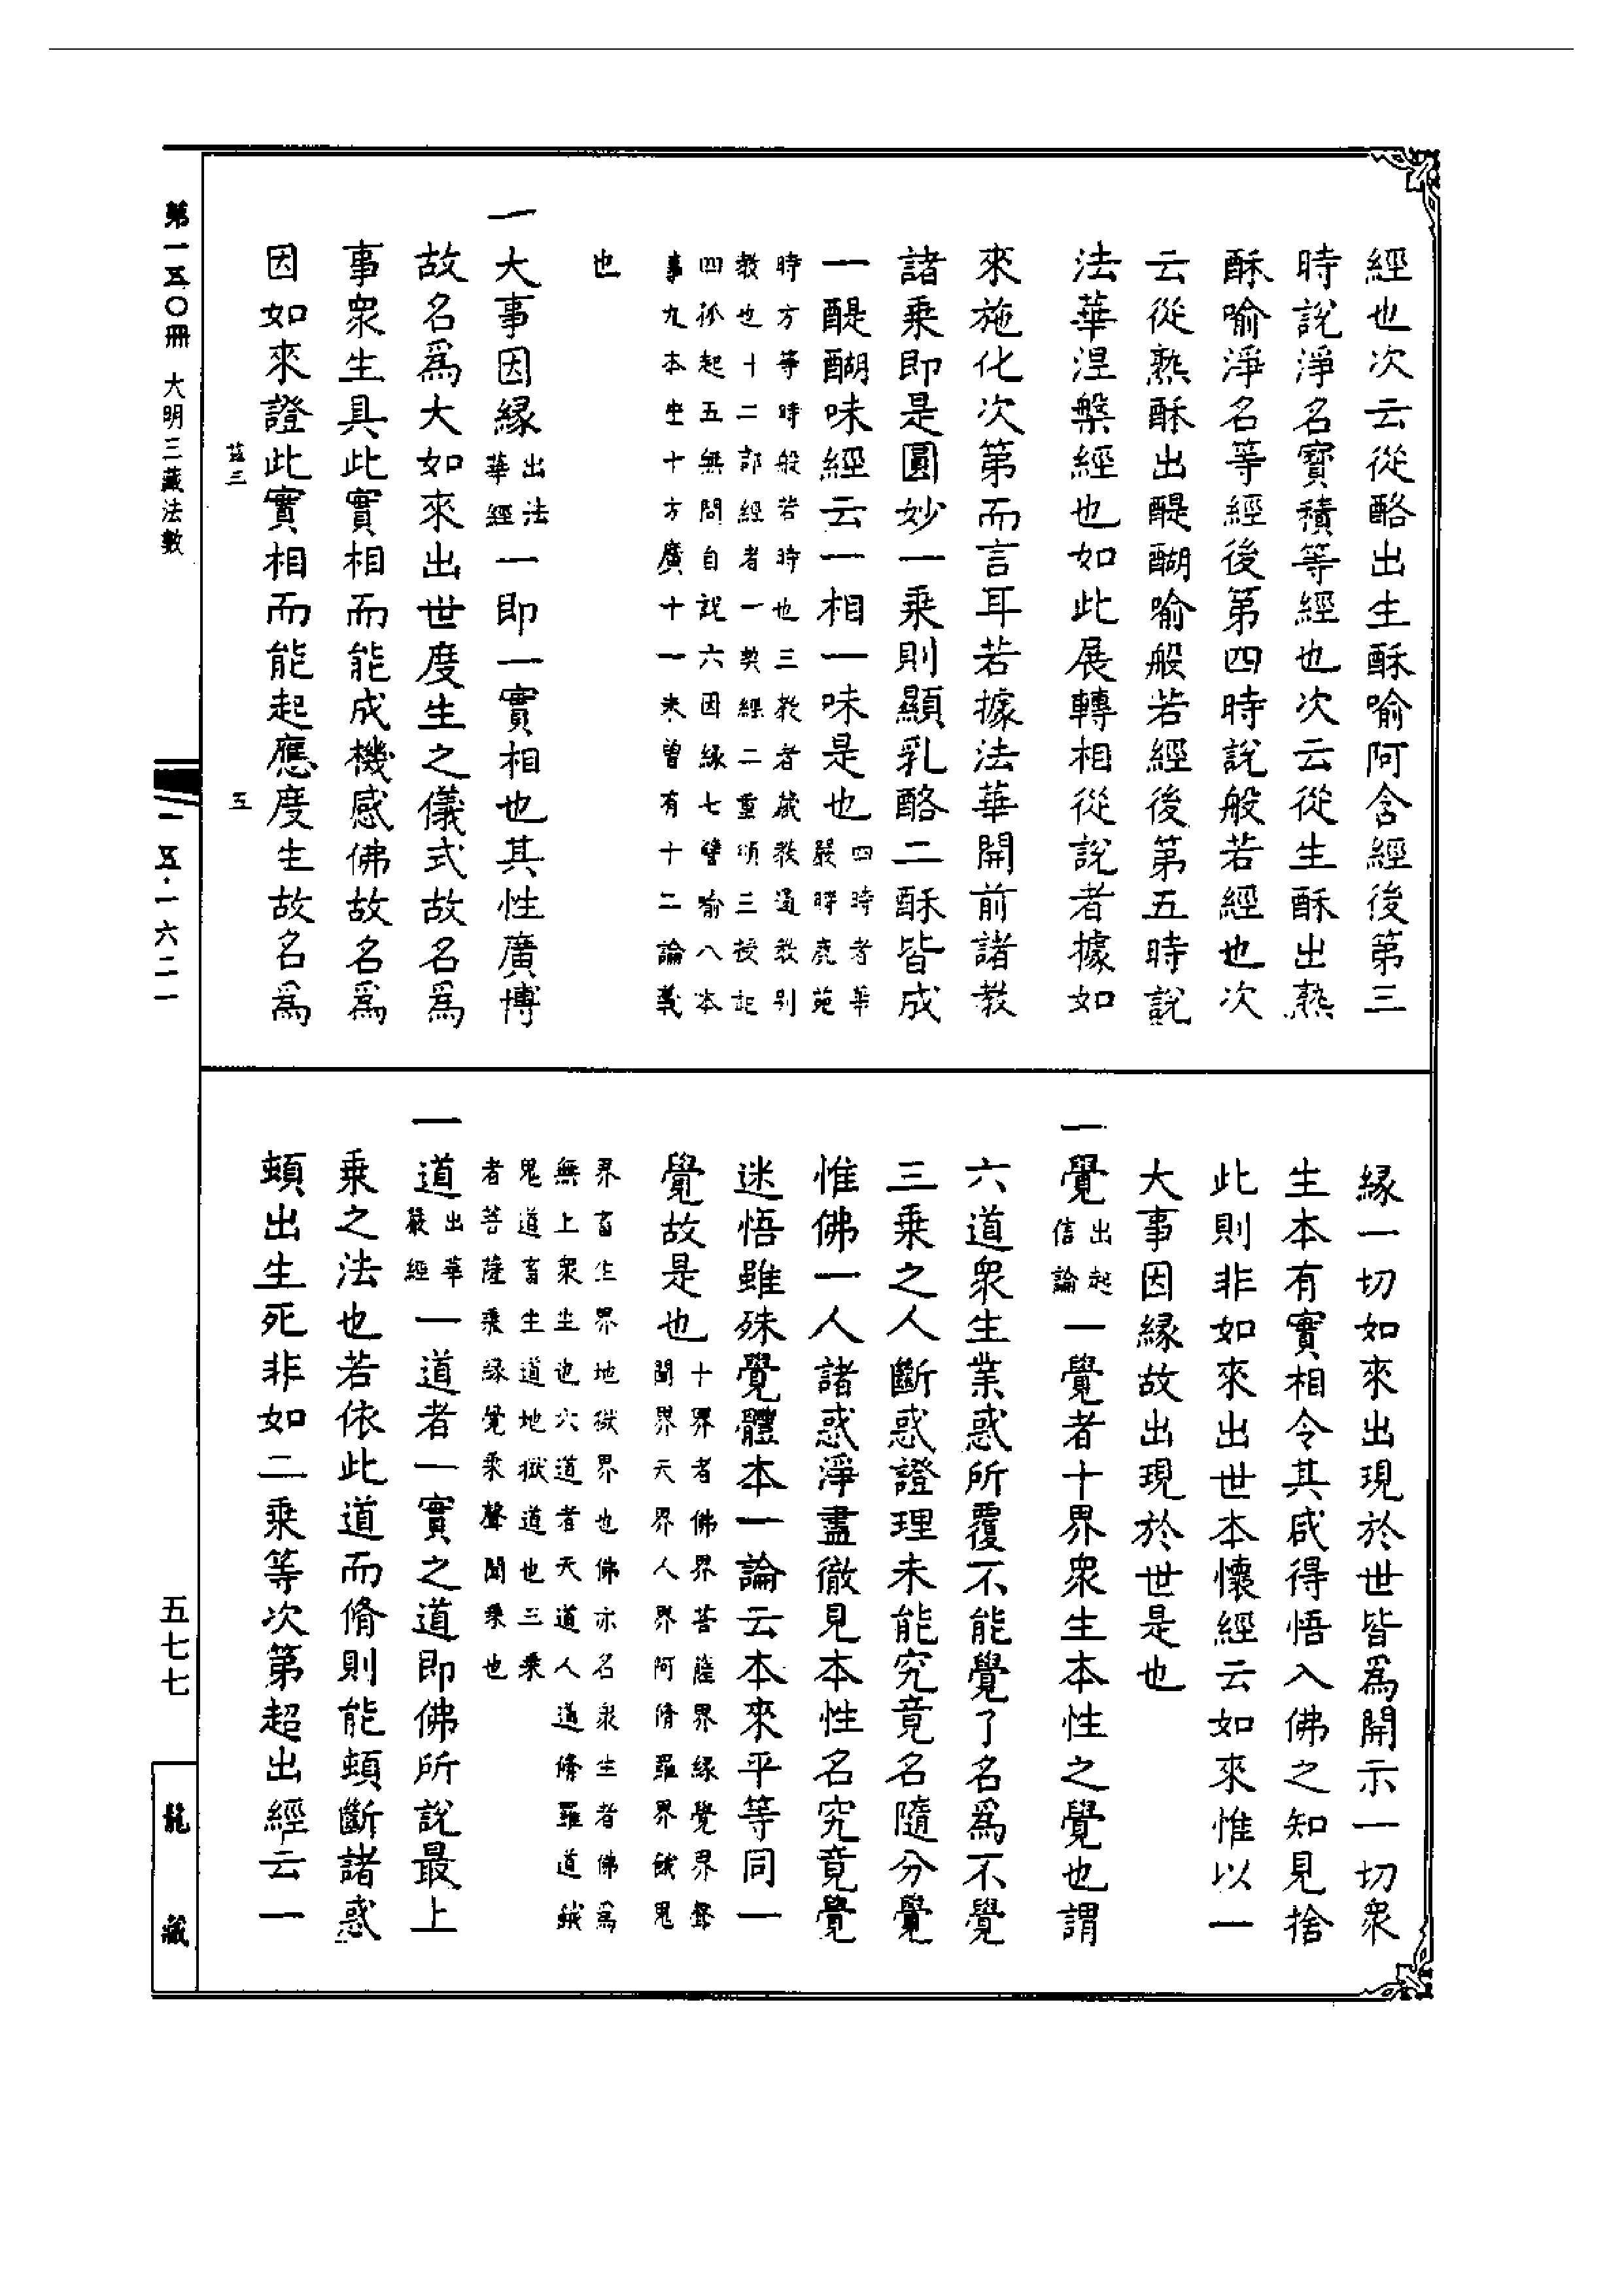 經也次云從酪出生酥喻阿含經後第三
時說淨名寶積等經也次云從生酥出熟
酥喻淨名等經後第四時說般若經也次
云從熟酥出醍醐喻般若經後第五時說
法華涅槃經也如此展轉相從說者據如
來施化次第而言耳若據法華開前諸教
諸乘即是圓妙一乘則顯乳酪二酥皆成
一醍醐味經云一相一味是也四時者華
嚴時鹿苑
時方等時般若時也三教者藏教通教別
教也十二部經者一契經二重頌三授記
四孤起五無問自說六因緣七譬喻八本
事九本生十方廣十一未曾有十二論議
也
一大事因緣出法
華經一即一實相也其性廣博
故名爲大如來出世度生之儀式故名爲
事衆生具此實相而能成機感佛故名爲
因如來證此實相而能起應度生故名爲
緣一切如來出現於世皆爲開示一切衆
生本有實相令其咸得悟入佛之知見捨
此則非如來出世本懷經云如來惟以一
大事因緣故出現於世是也
一覺出起
信論一覺者十界衆生本性之覺也謂
六道衆生業惑所覆不能覺了名爲不覺
三乘之人斷惑證理未能究竟名隨分覺
惟佛一人諸惑淨盡徹見本性名究竟覺
迷悟雖殊覺體本一論云本來平等同一
覺故是也十界者佛界菩薩界緣覺界聲
聞界天界人界阿脩羅界餓鬼
界畜生界地獄界也佛亦名衆生者佛爲
無上衆生也六道者天道人道脩羅道餓
鬼道畜生道地獄道也三乘
者菩薩乘緣覺乘聲聞乘也
一道出華
嚴經一道者一實之道即佛所說最上
乘之法也若依此道而脩則能頓斷諸惑
頓出生死非如二乘等次第超出經云一
茲三
五
第一五〇冊 大明三藏法數
一五·一六二一
五七七
龍藏